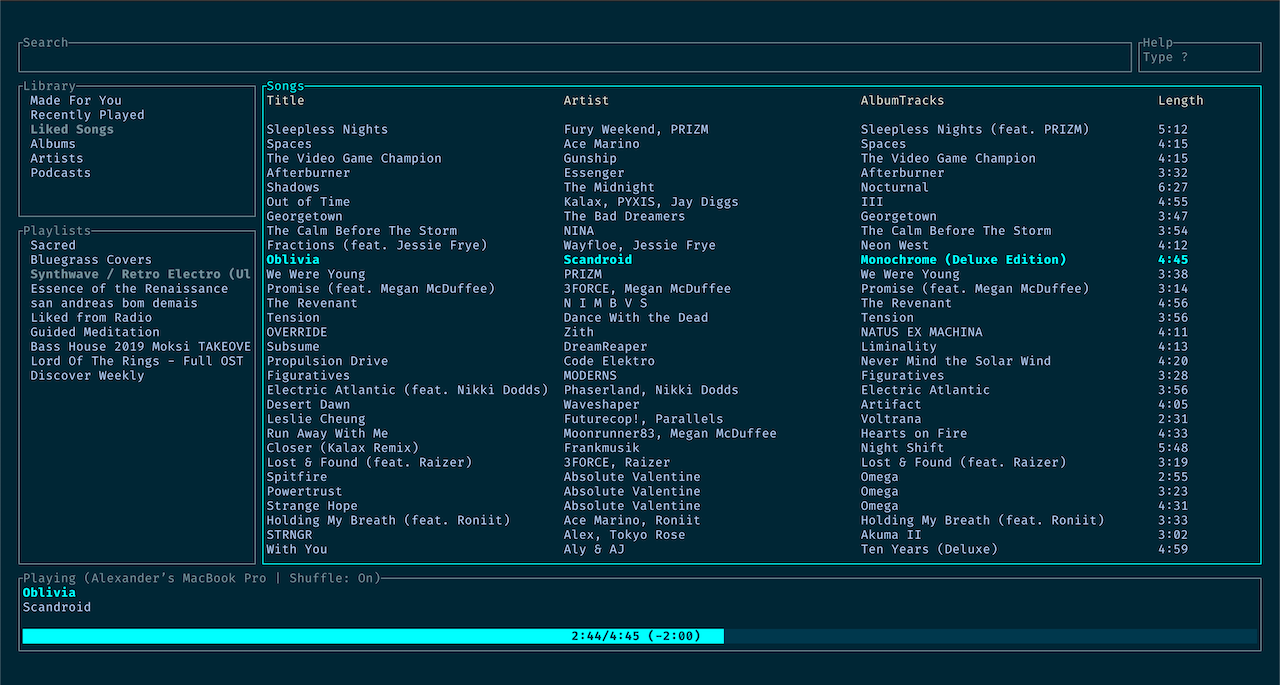 Search
Help
Type ?
Library
Made For You
Recently Played
Liked Songs
Albums
Artists
Podcasts
Playlists
Sacred
Bluegrass Covers
Synthwave / Retro Electro (Ul
Essence of the Renaissance
san andreas bom demais
Liked from Radio
Guided Meditation
Bass House 2019 Moksi TAKEOVE
Lord Of The Rings - Full OST
Discover Weekly
Songs
Title Artist AlbumTracks Length
Sleepless Nights Fury Weekend, PRIZM Sleepless Nights (feat. PRIZM) 5:12
Spaces Ace Marino Spaces 4:15
The Video Game Champion Gunship The Video Game Champion 4:15
Afterburner Essenger Afterburner 3:32
Shadows The Midnight Nocturnal 6:27
Out of Time Kalax, PYXIS, Jay Diggs III 4:55
Georgetown The Bad Dreamers Georgetown 3:47
The Calm Before The Storm NINA The Calm Before The Storm 3:54
Fractions (feat. Jessie Frye) Wayfloe, Jessie Frye Neon West 4:12
Oblivia Scandroid Monochrome (Deluxe Edition) 4:45
We Were Young PRIZM We Were Young 3:38
Promise (feat. Megan McDuffee) 3FORCE, Megan McDuffee Promise (feat. Megan McDuffee) 3:14
The Revenant N I M B V S The Revenant 4:56
Tension Dance With the Dead Tension 3:56
OVERRIDE Zith NATUS EX MACHINA 4:11
Subsume DreamReaper Liminality 4:13
Propulsion Drive Code Elektro Never Mind the Solar Wind 4:20
Figuratives MODERNS Figuratives 3:28
Electric Atlantic (feat. Nikki Dodds) Phaserland, Nikki Dodds Electric Atlantic 3:56
Desert Dawn Waveshaper Artifact 4:05
Leslie Cheung Futurecop!, Parallels Voltrana 2:31
Run Away With Me Moonrunner83, Megan McDuffee Hearts on Fire 4:33
Closer (Kalax Remix) Frankmusik Night Shift 5:48
Lost & Found (feat. Raizer) 3FORCE, Raizer Lost & Found (feat. Raizer) 3:19
Spitfire Absolute Valentine Omega 2:55
Powertrust Absolute Valentine Omega 3:23
Strange Hope Absolute Valentine Omega 4:31
Holding My Breath (feat. Roniit) Ace Marino, Roniit Holding My Breath (feat. Roniit) 3:33
STRNGR Alex, Tokyo Rose Akuma II 3:02
With You Aly & AJ Ten Years (Deluxe) 4:59
Playing (Alexander’s MacBook Pro | Shuffle: On)
Oblivia
Scandroid
2:44/4:45 (-2:00)